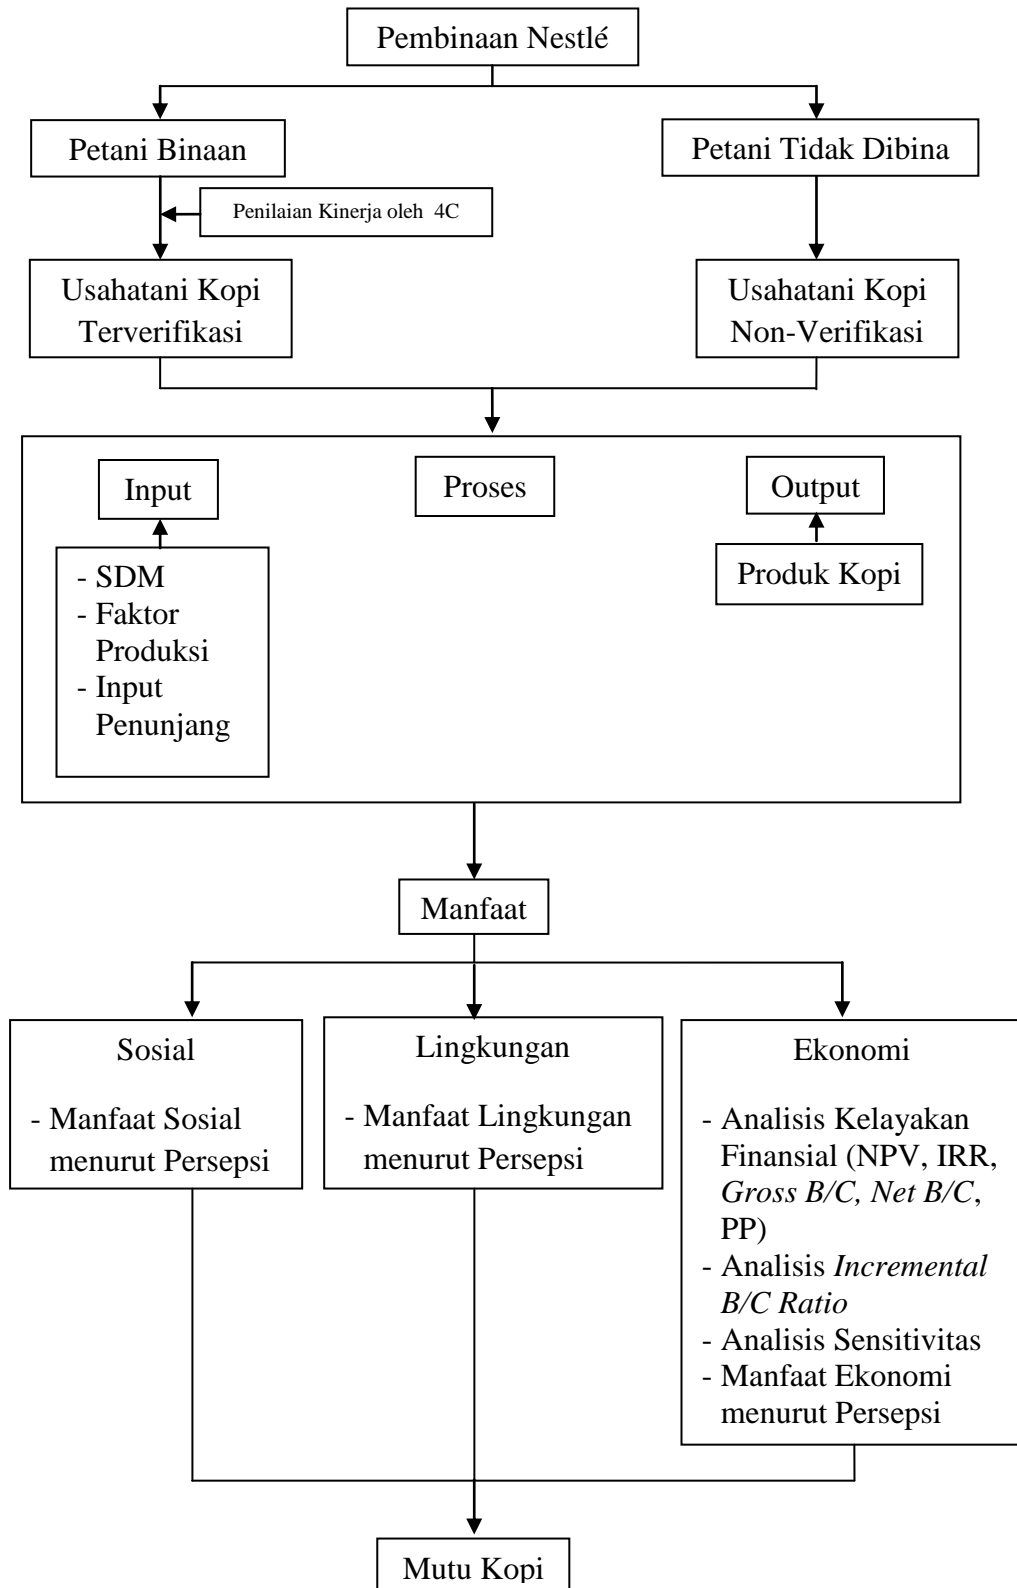 Pembinaan Nestlé
Petani Binaan
Petani Tidak Dibina
Penilaian Kinerja oleh 4C
Usahatani Kopi
Terverifikasi
Usahatani Kopi
Non-Verifikasi
Input
Proses
Output
- SDM
- Faktor
Produksi
- Input
Penunjang
Produk Kopi
Manfaat
Sosial
- Manfaat Sosial
menurut Persepsi
Lingkungan
- Manfaat Lingkungan
menurut Persepsi
Ekonomi
- Analisis Kelayakan
Finansial (NPV, IRR,
Gross B/C, Net B/C,
PP)
- Analisis Incremental
B/C Ratio
- Analisis Sensitivitas
- Manfaat Ekonomi
menurut Persepsi
Mutu Kopi